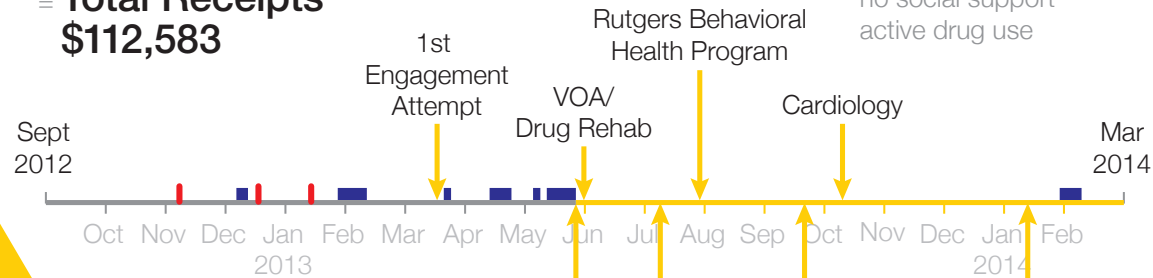 = Total Receipts
$112,583
no social support
active drug use
1st
Engagement
Attempt
VOA/
Drug Rehab
Rutgers Behavioral
Health Program
Cardiology
Sept
2012
Mar
2014
Oct Nov Dec Jan Feb Mar Apr May Jun Jul Aug Sep Oct Nov Dec Jan Feb
2013
2014